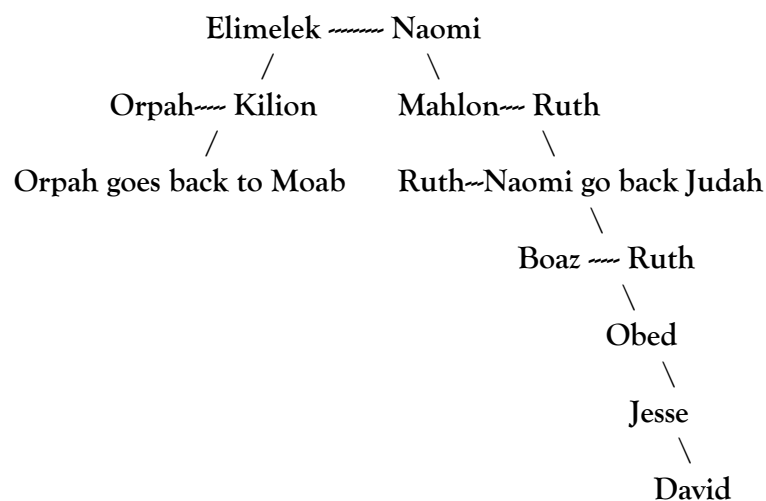 Elimelek ---------- Naomi
Orpah----- Kilion Mahlon---- Ruth
Orpah goes back to Moab Ruth---Naomi go back Judah
Boaz ----- Ruth
Obed
Jesse
David